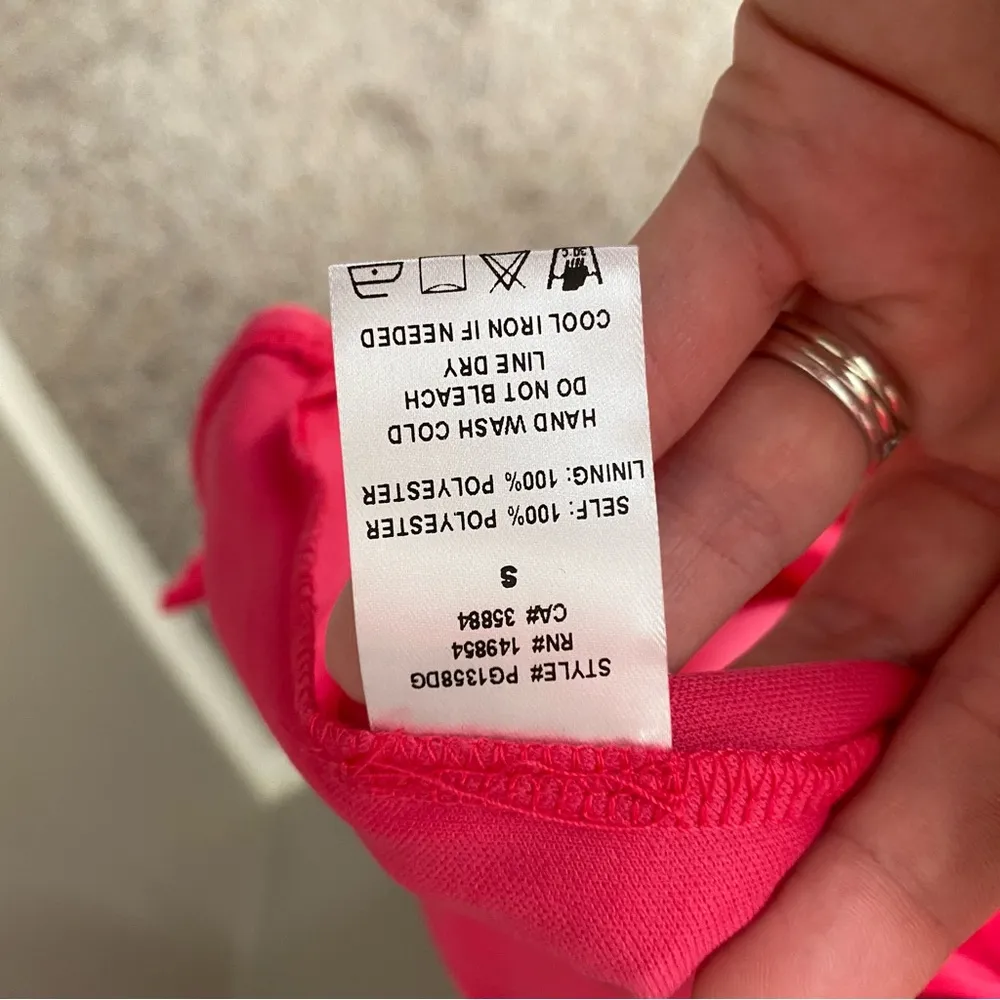 STYLE# PG1358DG
RN# 149854
CA# 35884
S
SELF: 100% POLYESTER
LINING: 100% POLYESTER
HAND WASH COLD
DO NOT BLEACH
LINE DRY
COOL IRON IF NEEDED
30°C